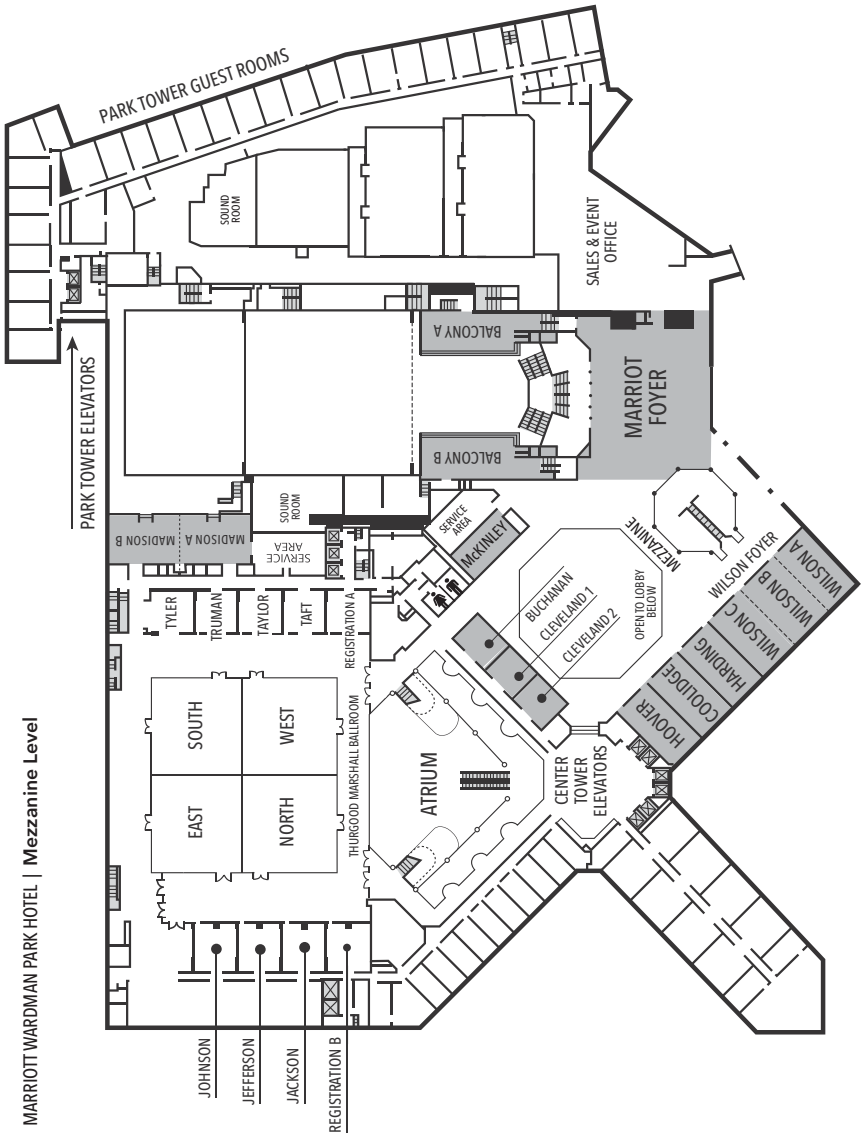 MARRIOTT WARDMAN PARK HOTEL | Mezzanine Level
PARK TOWER GUEST ROOMS
PARK TOWER ELEVATORS
SOUND
ROOM
SALES & EVENT
OFFICE
BALCONY A
BALCONY B
MARRIOT
FOYER
MADISON B
MADISON A
SOUND
ROOM
SERVICE
AREA
SERVICE
AREA
McKINLEY
MEZZANINE
WILSON FOYER
TYLER
TRUMAN
TAYLOR
TAFT
REGISTRATION A
BUCHANAN
CLEVELAND 1
CLEVELAND 2
OPEN TO LOBBY
BELOW
WILSON A
WILSON B
WILSON C
HARDING
COOLIDGE
HOOVER
SOUTH
WEST
EAST
NORTH
THURGOOD MARSHALL BALLROOM
ATRIUM
CENTER
TOWER
ELEVATORS
JOHNSON
JEFFERSON
JACKSON
REGISTRATION B